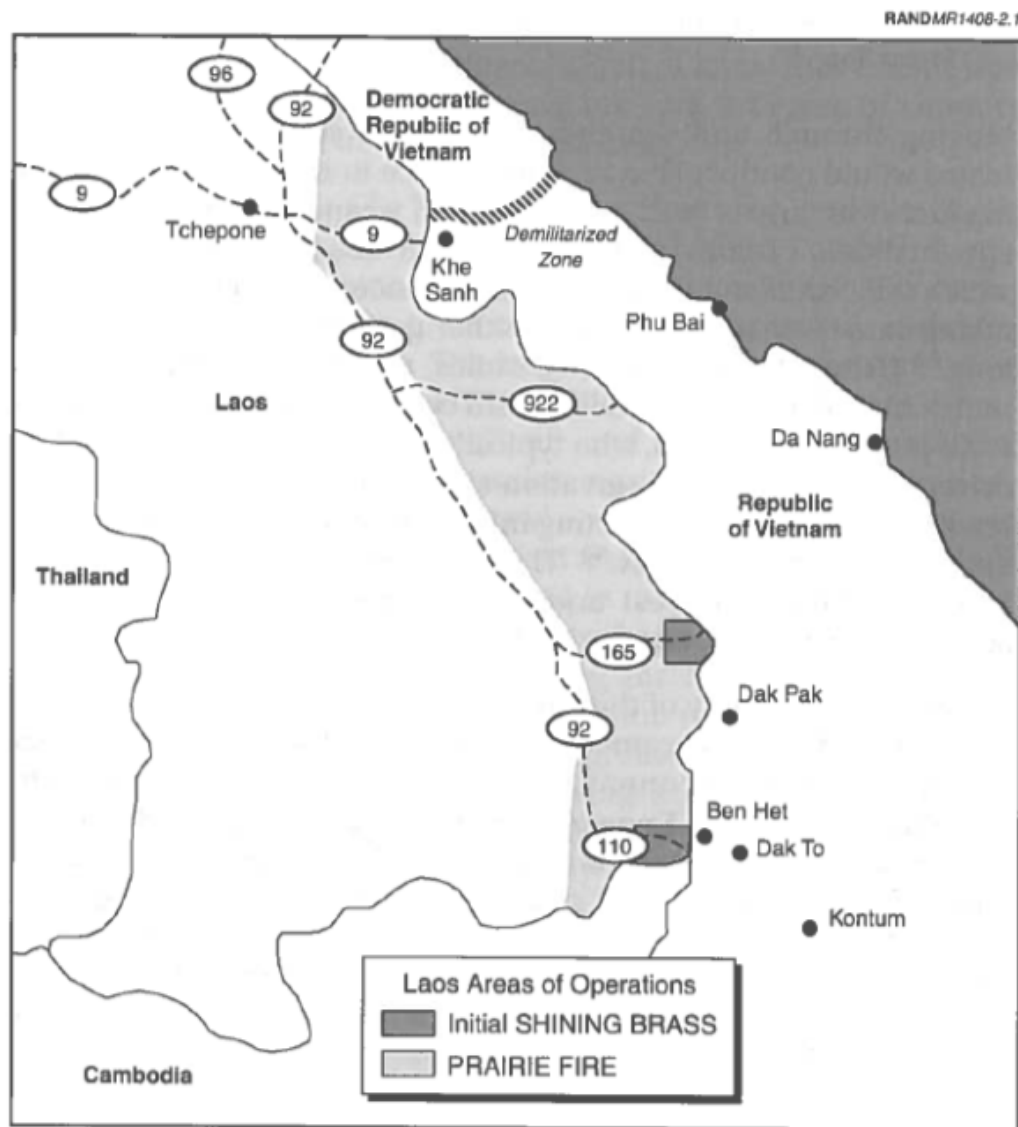 RANDMR1408-2.1
96
92
Democratic
Republic of
Vietnam
9
Tchepone
9
Khe
Sanh
Demilitarized
Zone
Phu Bai
92
Laos
922
Da Nang
Republic
of Vietnam
Thailand
165
Dak Pak
92
Ben Het
110
Dak To
Kontum
Laos Areas of Operations
Initial SHINING BRASS
PRAIRIE FIRE
Cambodia